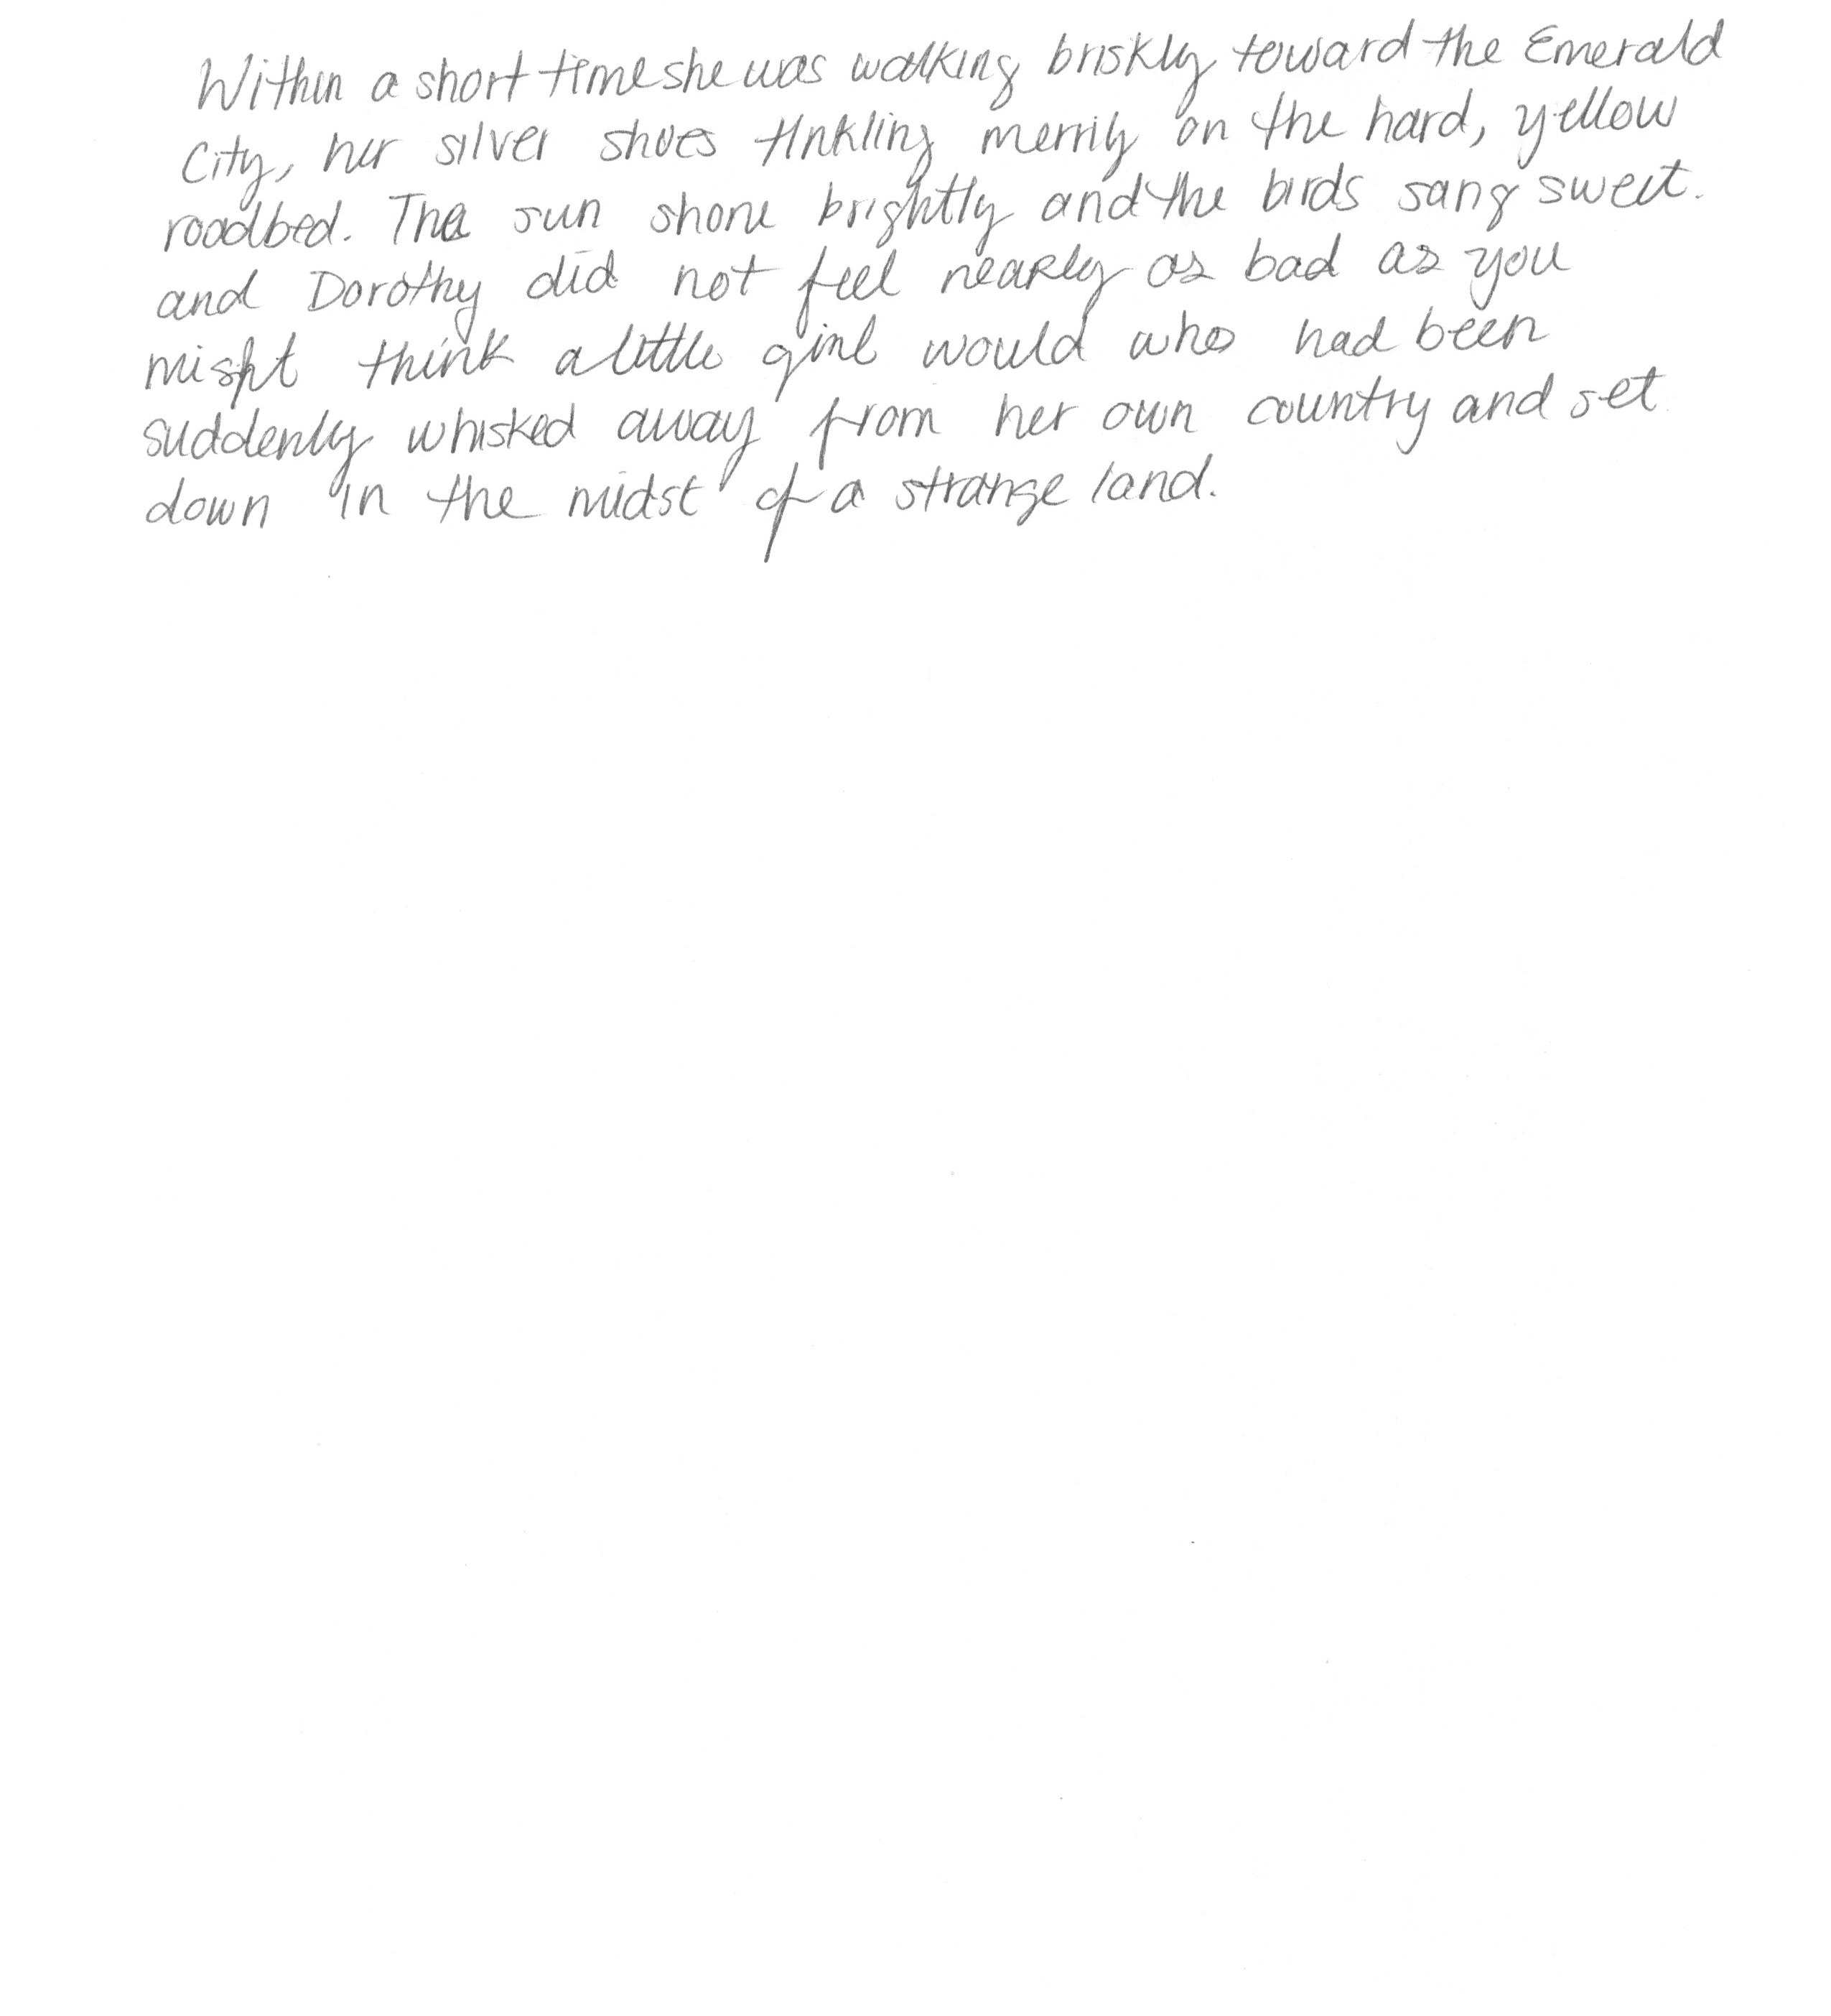 Within a short time she was walking briskly toward the Emerald
City, her silver shoes tinkling merrily on the hard, yellow
roadbed. The sun shone brightly and the birds sang sweet.
and Dorothy did not feel nearly as bad as you
might think a little girl would who had been
suddenly whisked away from her own country and set
down in the midst of a strange land.